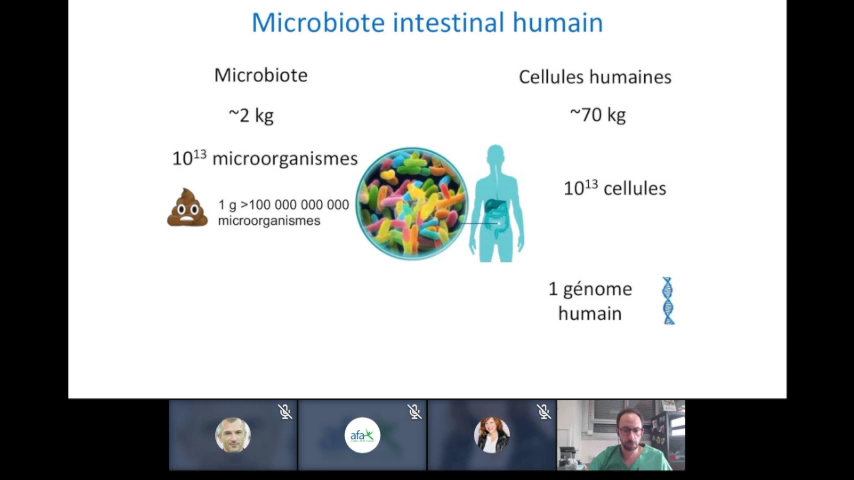 Microbiote intestinal humain
Microbiote
~2 kg
10¹³ microorganismes
1 g >100 000 000 000
microorganismes
Cellules humaines
~70 kg
10¹³ cellules
1 génome
humain
afa